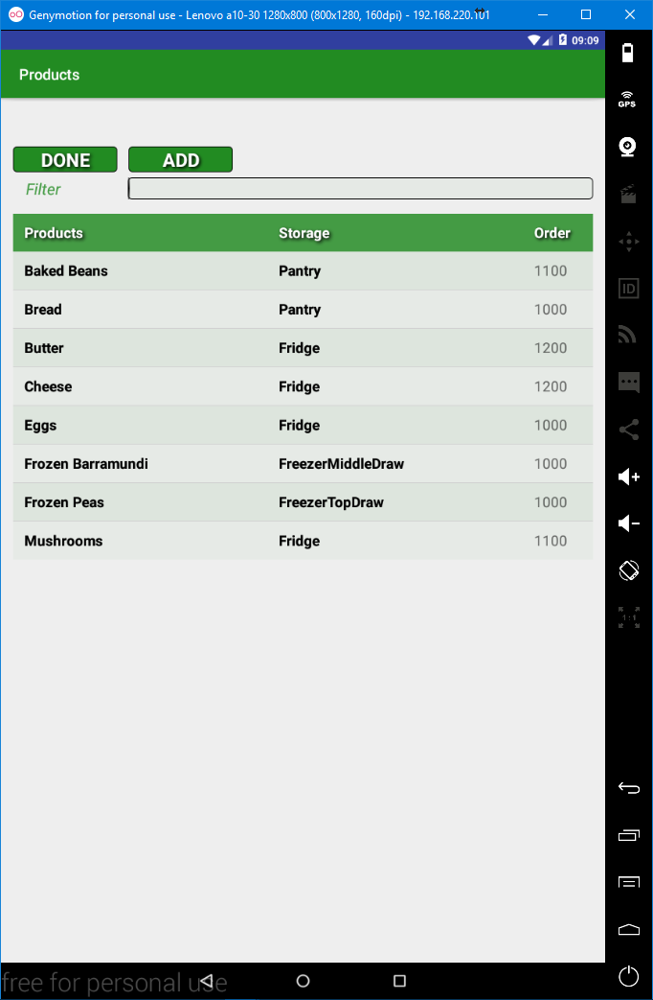 Genymotion for personal use - Lenovo a10-30 1280x800 (800x1280, 160dpi) - 192.168.220.101
09:09
Products
GPS
DONE ADD
Filter
ID
Products Storage Order
Baked Beans Pantry 1100
Bread Pantry 1000
Butter Fridge 1200
Cheese Fridge 1200
Eggs Fridge 1000
Frozen Barramundi FreezerMiddleDraw 1000
Frozen Peas FreezerTopDraw 1000
Mushrooms Fridge 1100
1:1
free for personal use